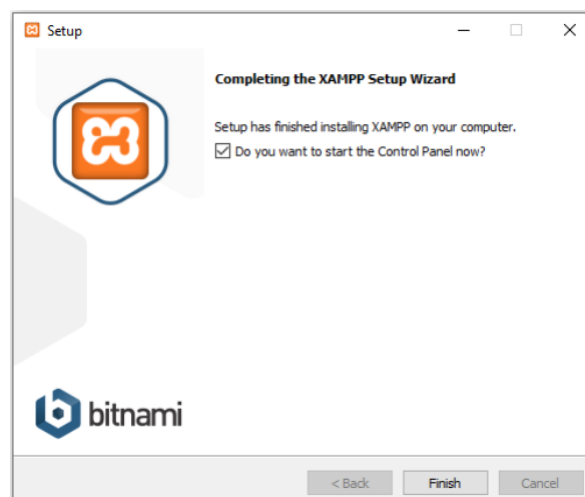 Setup
Completing the XAMPP Setup Wizard
Setup has finished installing XAMPP on your computer.
Do you want to start the Control Panel now?
bitnami
< Back
Finish
Cancel